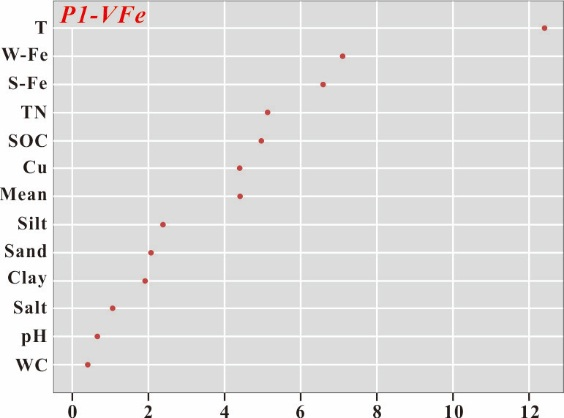 P1-VFe
T
W-Fe
S-Fe
TN
SOC
Cu
Mean
Silt
Sand
Clay
Salt
pH
WC
0 2 4 6 8 10 12